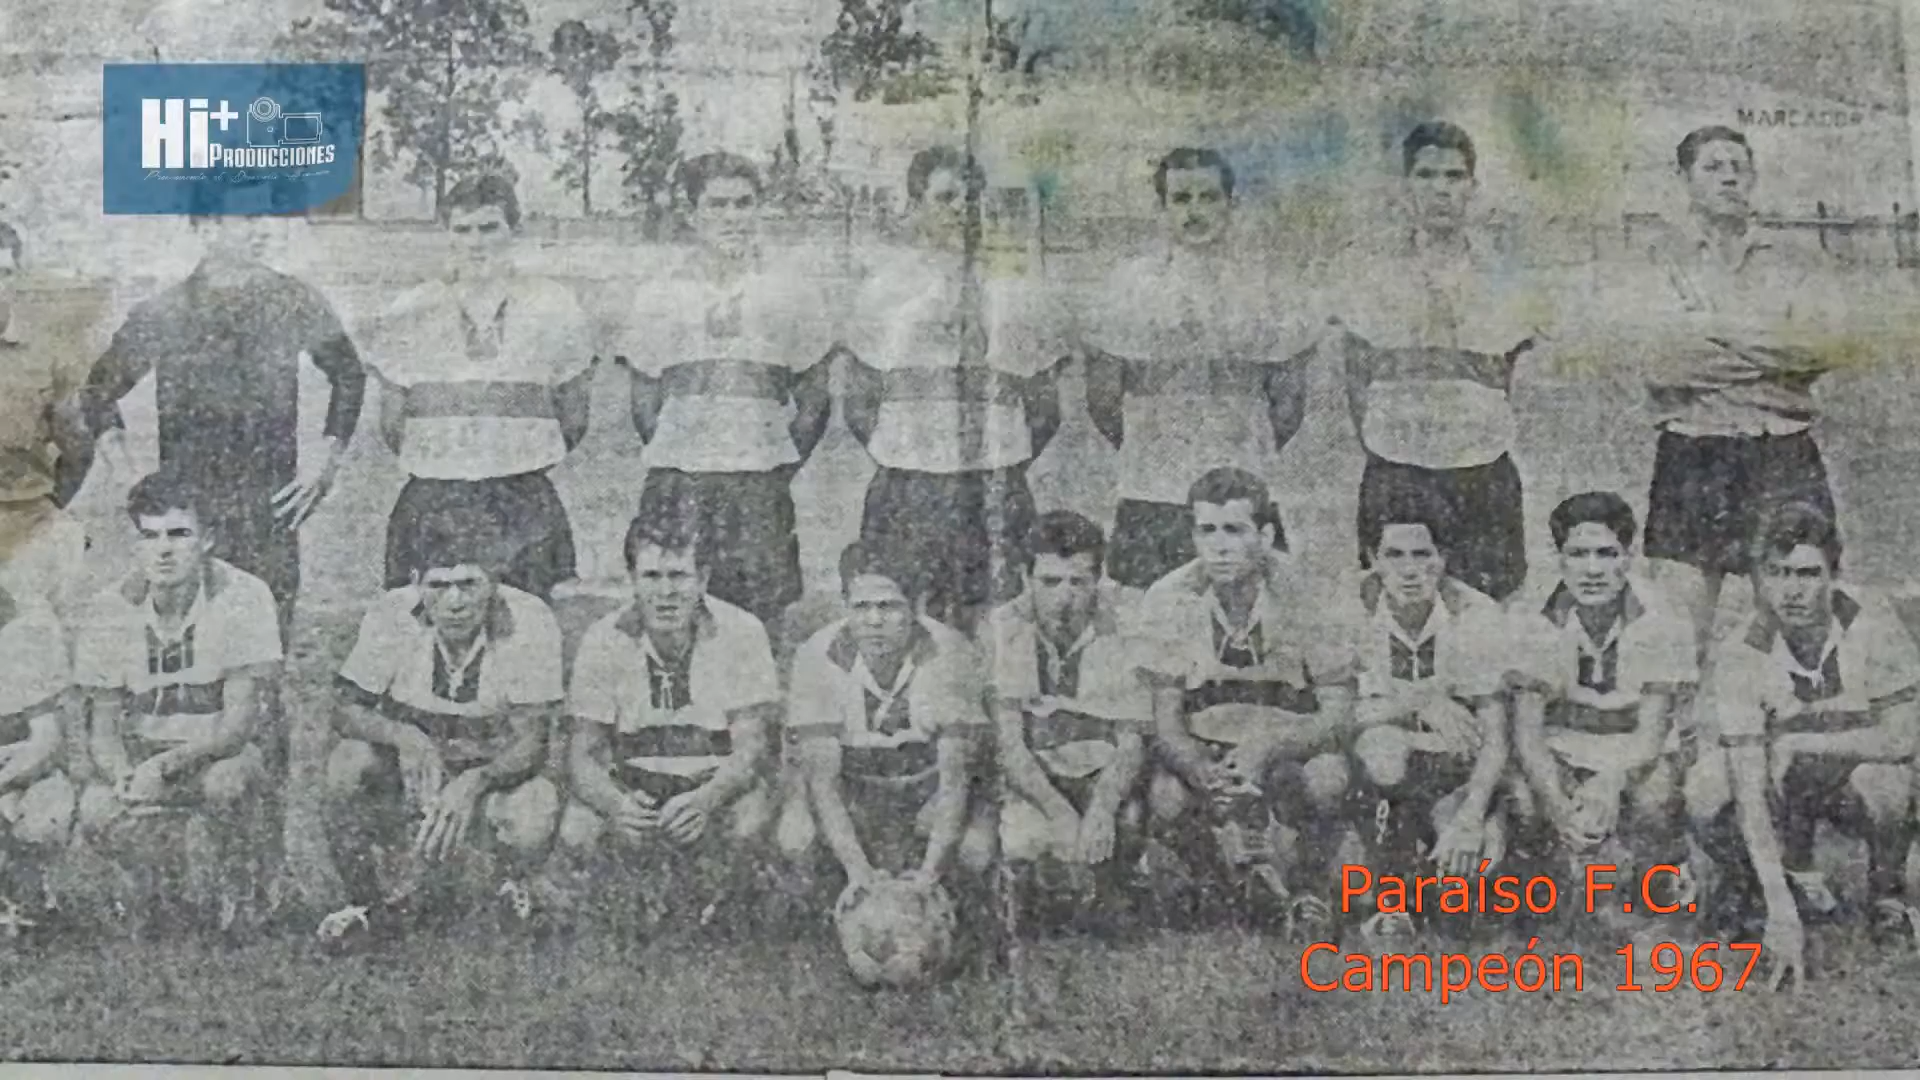 Hi+
PRODUCCIONES
MARCADOR
Paraíso F.C.
Campeón 1967